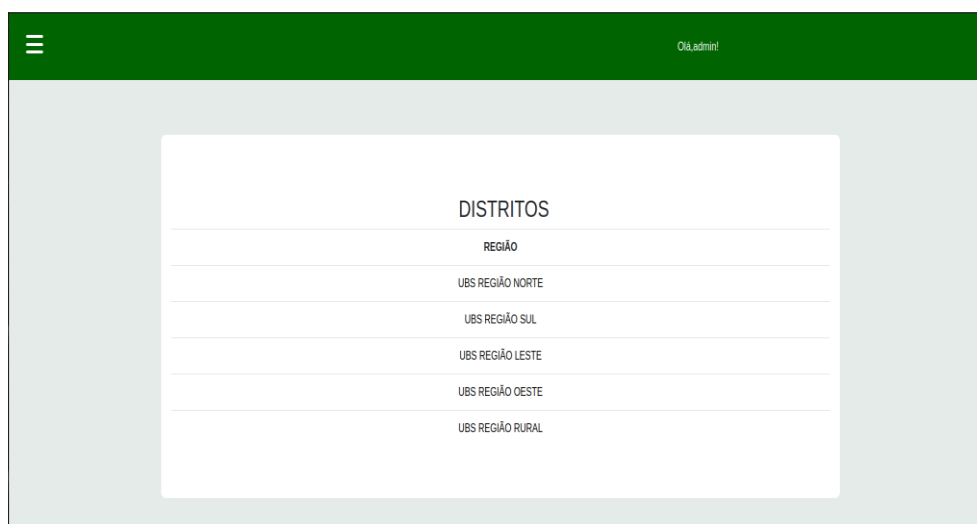 Olá,admin!
DISTRITOS
REGIÃO
UBS REGIÃO NORTE
UBS REGIÃO SUL
UBS REGIÃO LESTE
UBS REGIÃO OESTE
UBS REGIÃO RURAL